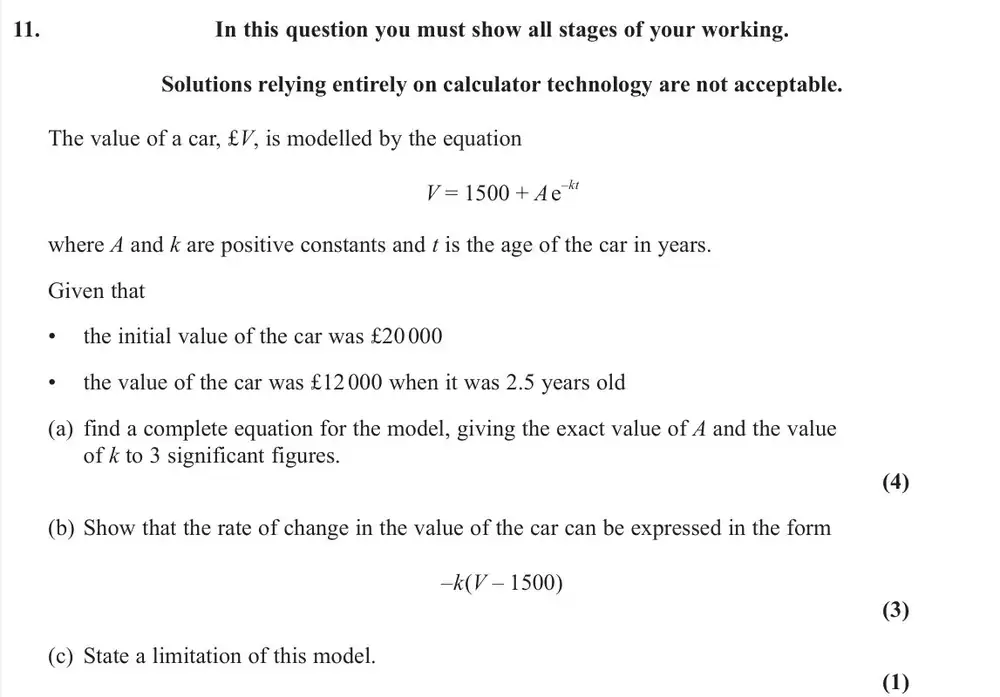 11. In this question you must show all stages of your working.
Solutions relying entirely on calculator technology are not acceptable.
The value of a car, £V, is modelled by the equation
V = 1500 + Ae⁻ᵏᵗ
where A and k are positive constants and t is the age of the car in years.
Given that
• the initial value of the car was £20 000
• the value of the car was £12 000 when it was 2.5 years old
(a) find a complete equation for the model, giving the exact value of A and the value
of k to 3 significant figures.
(4)
(b) Show that the rate of change in the value of the car can be expressed in the form
–k(V – 1500)
(3)
(c) State a limitation of this model.
(1)